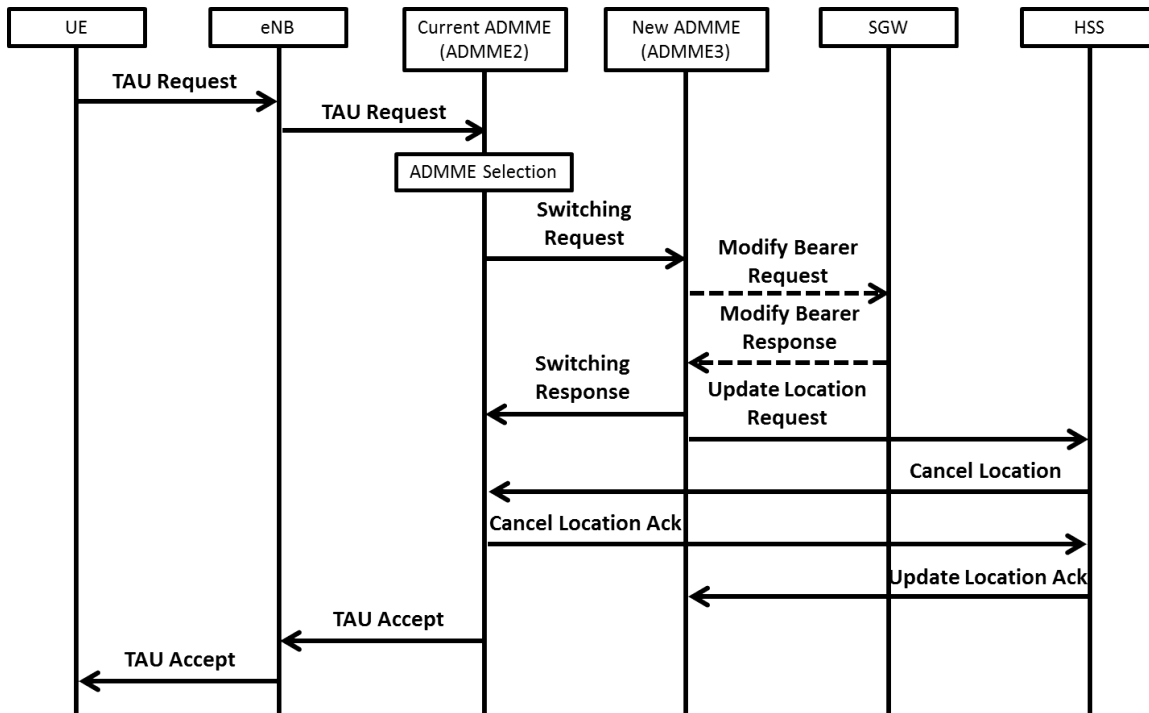 UE
eNB
Current ADMME
(ADMME2)
New ADMME
(ADMME3)
SGW
HSS
TAU Request
TAU Request
ADMME Selection
Switching
Request
Modify Bearer
Request
Modify Bearer
Response
Switching
Response
Update Location
Request
Cancel Location
Cancel Location Ack
Update Location Ack
TAU Accept
TAU Accept